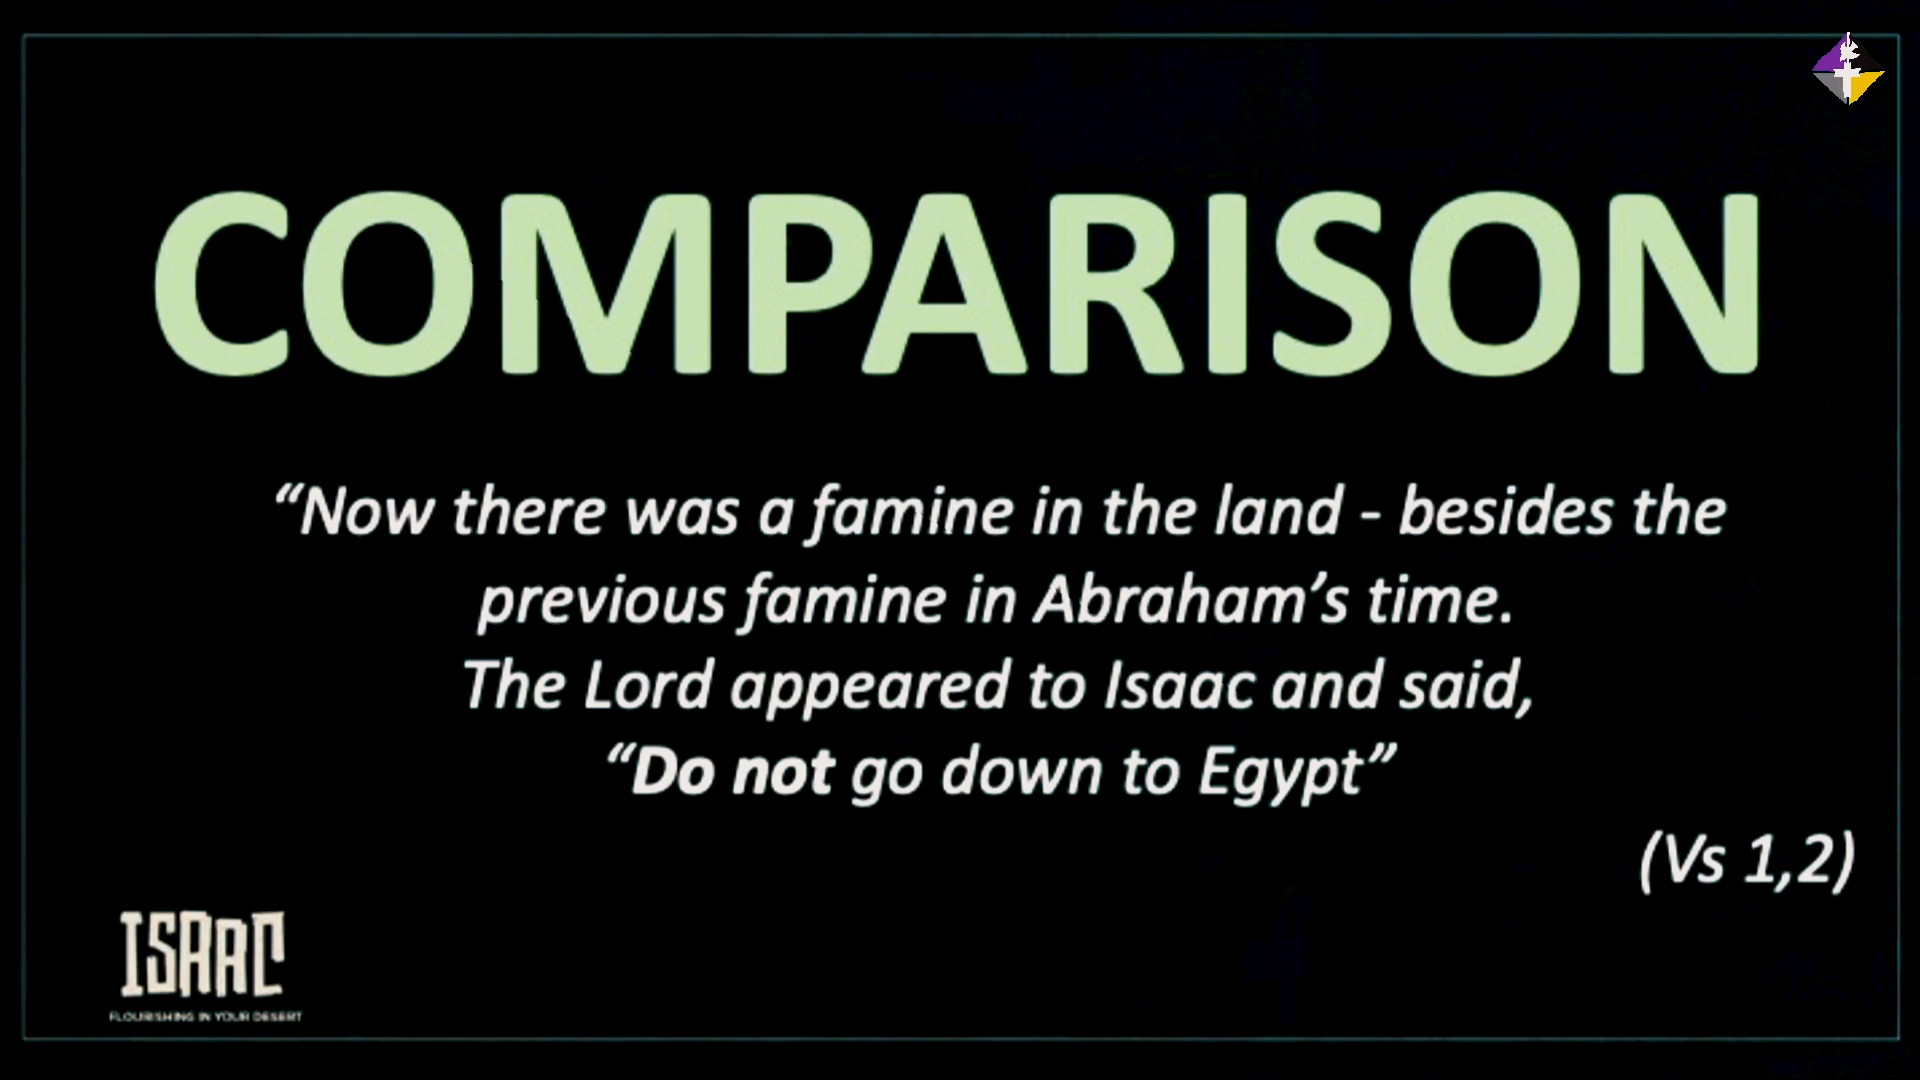 COMPARISON
“Now there was a famine in the land - besides the
previous famine in Abraham’s time.
The Lord appeared to Isaac and said,
“Do not go down to Egypt”
(Vs 1,2)
ISAAC
FLOURISHING IN YOUR DESERT